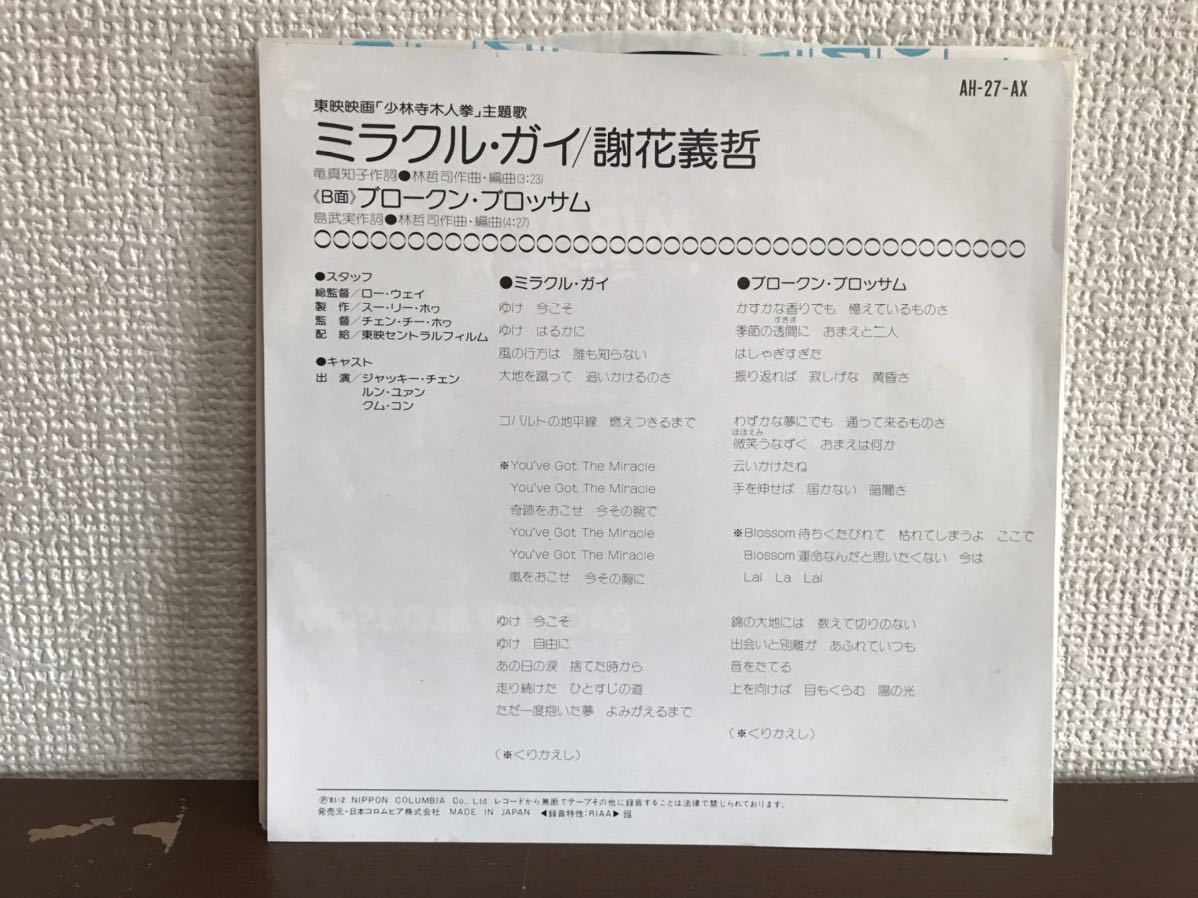 AH-27-AX
東映映画「少林寺木人拳」主題歌
ミラクル・ガイ/謝花義哲
竜真知子作詞●林哲司作曲・編曲(3:23)
《B面》ブロークン・ブロッサム
島武実作詞●林哲司作曲・編曲(4:27)
●スタッフ
総監督/ロー・ウェイ
製作/スー・リー・ホヮ
監督/チェン・チー・ホヮ
配給/東映セントラルフィルム
●キャスト
出演/ジャッキー・チェン
ルン・ユァン
クム・コン
●ミラクル・ガイ
ゆけ 今こそ
ゆけ はるかに
風の行方は 誰も知らない
大地を蹴って 追いかけるのさ
コバルトの地平線 燃えつきるまで
※You've Got The Miracle
You've Got The Miracle
奇跡をおこせ 今その腕で
You've Got The Miracle
You've Got The Miracle
嵐をおこせ 今その胸に
ゆけ 今こそ
ゆけ 自由に
あの日の涙 捨てた時から
走り続けた ひとすじの道
ただ一度抱いた夢 よみがえるまで
(※くりかえし)
●ブロークン・ブロッサム
かすかな香りでも 憶えているものさ
すきま
季節の透間に おまえと二人
はしゃぎすぎた
振り返れば 寂しげな 黄昏さ
わずかな夢にでも 通って来るものさ
ほほえみ
微笑うなずく おまえは何か
云いかけたね
手を伸せば 届かない 暗闇さ
※Blossom 待ちくたびれて 枯れてしまうよ ここで
Blossom 運命なんだと思いたくない 今は
Lai La Lai
錦の大地には 数えて切りのない
出会いと別離が あふれていつも
音をたてる
上を向けば 目もくらむ 陽の光
(※くりかえし)
Ⓟ'81-2 NIPPON COLUMBIA Co., Ltd. レコードから無断でテープその他に録音することは法律で禁じられております。
発売元・日本コロムビア株式会社 MADE IN JAPAN ◀録音特性:RIAA▶